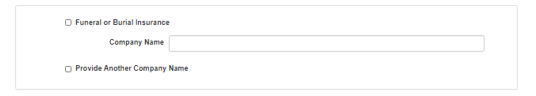 Funeral or Burial Insurance
Company Name
Provide Another Company Name